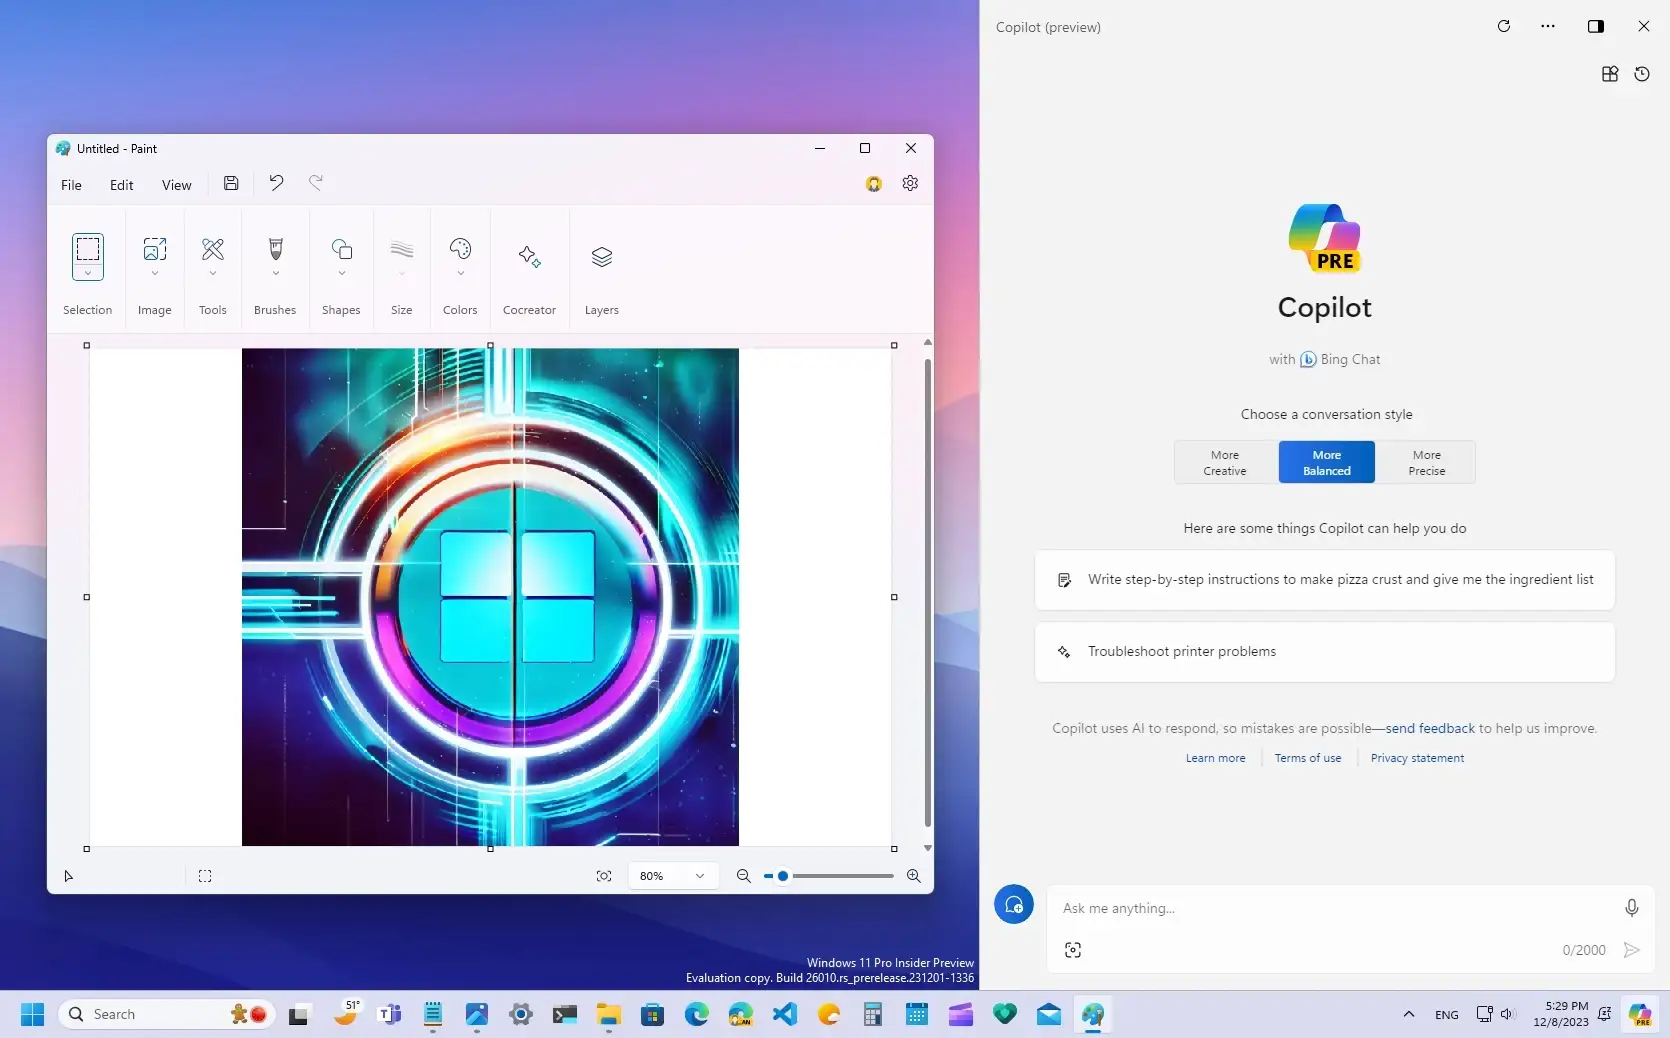 Untitled - Paint
File Edit View
Selection Image Tools Brushes Shapes Size Colors Cocreator Layers
80%
Copilot (preview)
PRE
Copilot
with b Bing Chat
Choose a conversation style
More Creative
More Balanced
More Precise
Here are some things Copilot can help you do
Write step-by-step instructions to make pizza crust and give me the ingredient list
Troubleshoot printer problems
Copilot uses AI to respond, so mistakes are possible—send feedback to help us improve.
Learn more Terms of use Privacy statement
Ask me anything...
0/2000
Windows 11 Pro Insider Preview
Evaluation copy. Build 26010.rs_prerelease.231201-1336
Search
51°
CAN
ENG
5:29 PM
12/8/2023
PRE